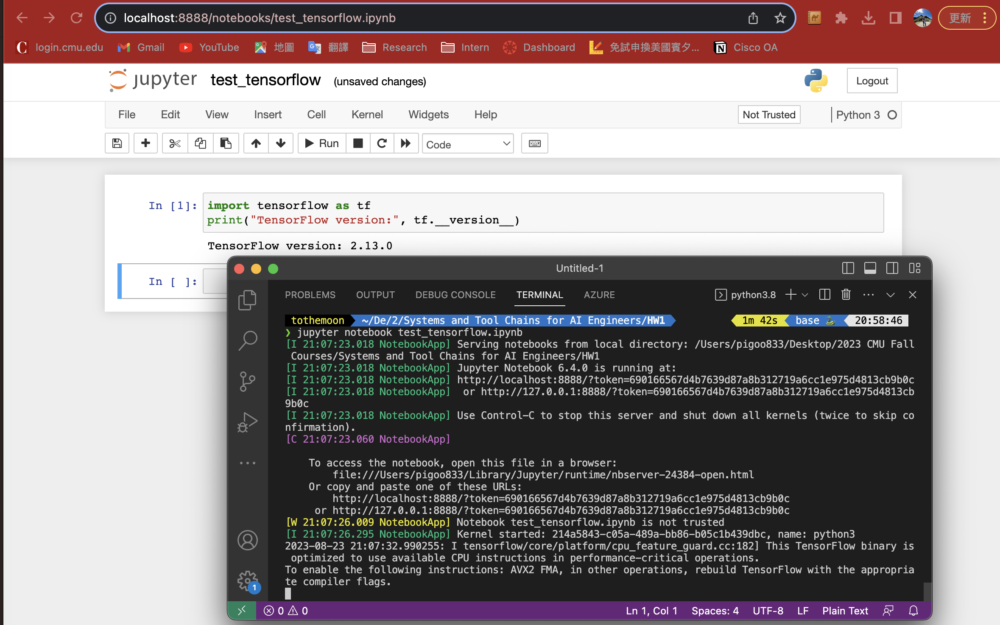 localhost:8888/notebooks/test_tensorflow.ipynb
更新
login.cmu.edu Gmail YouTube 地圖 翻譯 Research Intern Dashboard 免試申換美國賓夕... Cisco OA
jupyter test_tensorflow (unsaved changes) Logout
File Edit View Insert Cell Kernel Widgets Help Not Trusted Python 3
Run Code
In [1]: import tensorflow as tf
print("TensorFlow version:", tf.__version__)
TensorFlow version: 2.13.0
In [ ]:
Untitled-1
PROBLEMS OUTPUT DEBUG CONSOLE TERMINAL AZURE python3.8
tothemoon ~/De/2/Systems and Tool Chains for AI Engineers/HW1 1m 42s base 20:58:46
❯ jupyter notebook test_tensorflow.ipynb
[I 21:07:23.018 NotebookApp] Serving notebooks from local directory: /Users/pigoo833/Desktop/2023 CMU Fall
Courses/Systems and Tool Chains for AI Engineers/HW1
[I 21:07:23.018 NotebookApp] Jupyter Notebook 6.4.0 is running at:
[I 21:07:23.018 NotebookApp] http://localhost:8888/?token=690166567d4b7639d87a8b312719a6cc1e975d4813cb9b0c
[I 21:07:23.018 NotebookApp]  or http://127.0.0.1:8888/?token=690166567d4b7639d87a8b312719a6cc1e975d4813cb
9b0c
[I 21:07:23.018 NotebookApp] Use Control-C to stop this server and shut down all kernels (twice to skip co
nfirmation).
[C 21:07:23.060 NotebookApp]
To access the notebook, open this file in a browser:
file:///Users/pigoo833/Library/Jupyter/runtime/nbserver-24384-open.html
Or copy and paste one of these URLs:
http://localhost:8888/?token=690166567d4b7639d87a8b312719a6cc1e975d4813cb9b0c
or http://127.0.0.1:8888/?token=690166567d4b7639d87a8b312719a6cc1e975d4813cb9b0c
[W 21:07:26.009 NotebookApp] Notebook test_tensorflow.ipynb is not trusted
[I 21:07:26.295 NotebookApp] Kernel started: 214a5843-c05a-489a-bb86-b05c1b439dbc, name: python3
2023-08-23 21:07:32.990255: I tensorflow/core/platform/cpu_feature_guard.cc:182] This TensorFlow binary is
optimized to use available CPU instructions in performance-critical operations.
To enable the following instructions: AVX2 FMA, in other operations, rebuild TensorFlow with the appropria
te compiler flags.
1
0 0 Ln 1, Col 1 Spaces: 4 UTF-8 LF Plain Text